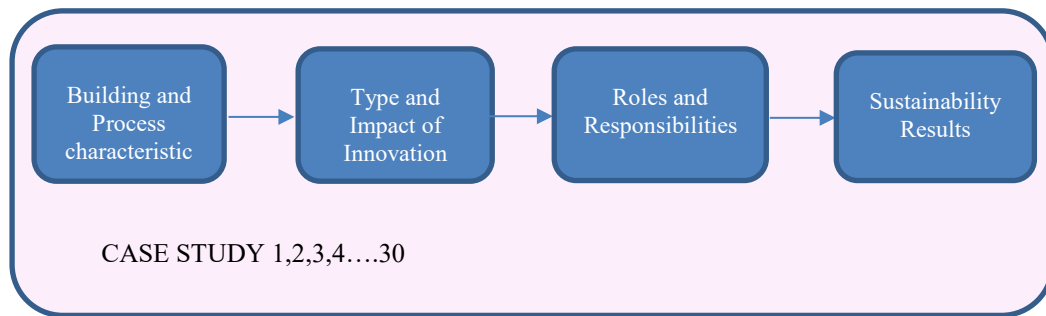 Building and
Process
characteristic
Type and
Impact of
Innovation
Roles and
Responsibilities
Sustainability
Results
CASE STUDY 1,2,3,4….30